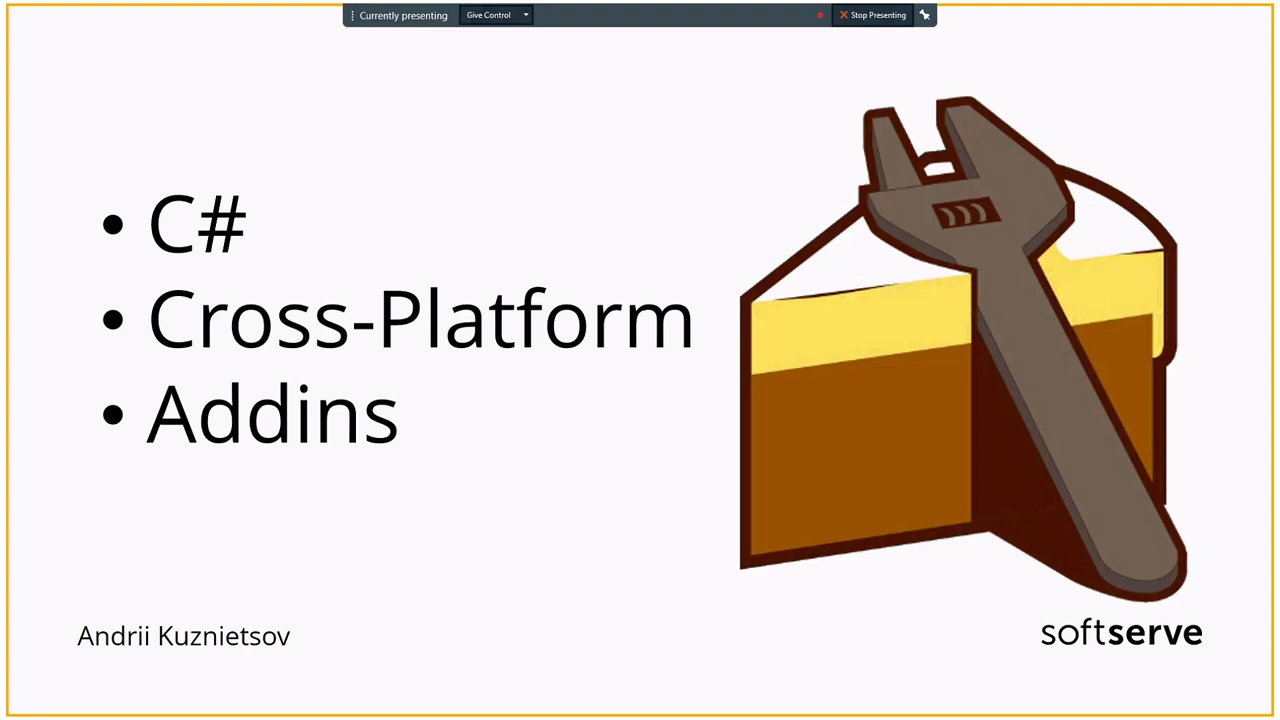 Currently presenting Give Control Stop Presenting
• C#
• Cross-Platform
• Addins
Andrii Kuznietsov
softserve